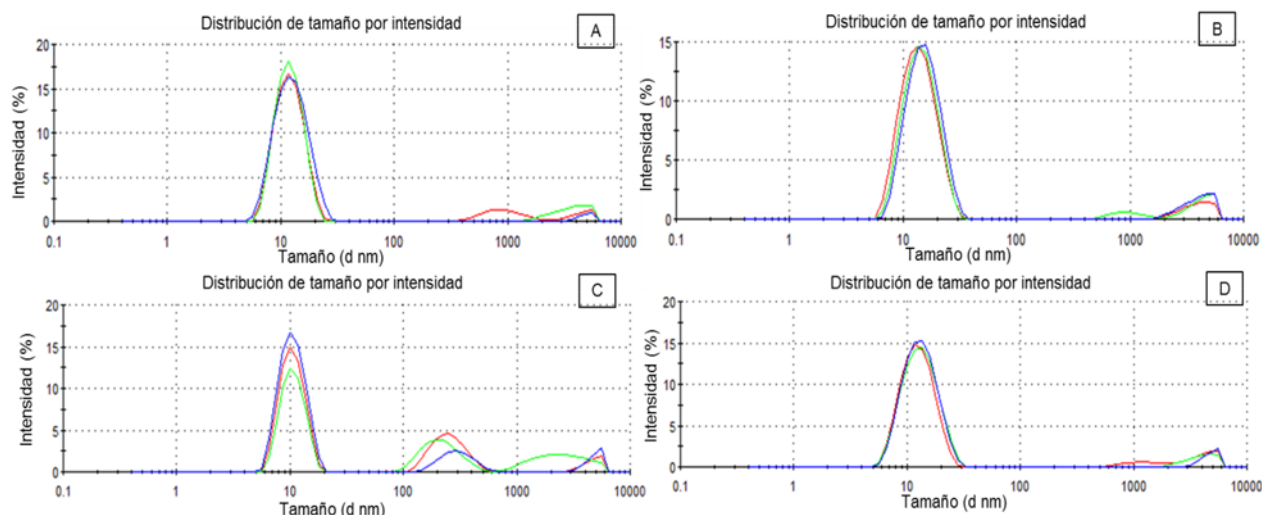 Distribución de tamaño por intensidad
A
Intensidad (%)
20
15
10
5
0
0.1 1 10 100 1000 10000
Tamaño (d nm)
Distribución de tamaño por intensidad
B
Intensidad (%)
15
10
5
0
0.1 1 10 100 1000 10000
Tamaño (d nm)
Distribución de tamaño por intensidad
C
Intensidad (%)
20
15
10
5
0
0.1 1 10 100 1000 10000
Tamaño (d nm)
Distribución de tamaño por intensidad
D
Intensidad (%)
20
15
10
5
0
0.1 1 10 100 1000 10000
Tamaño (d nm)